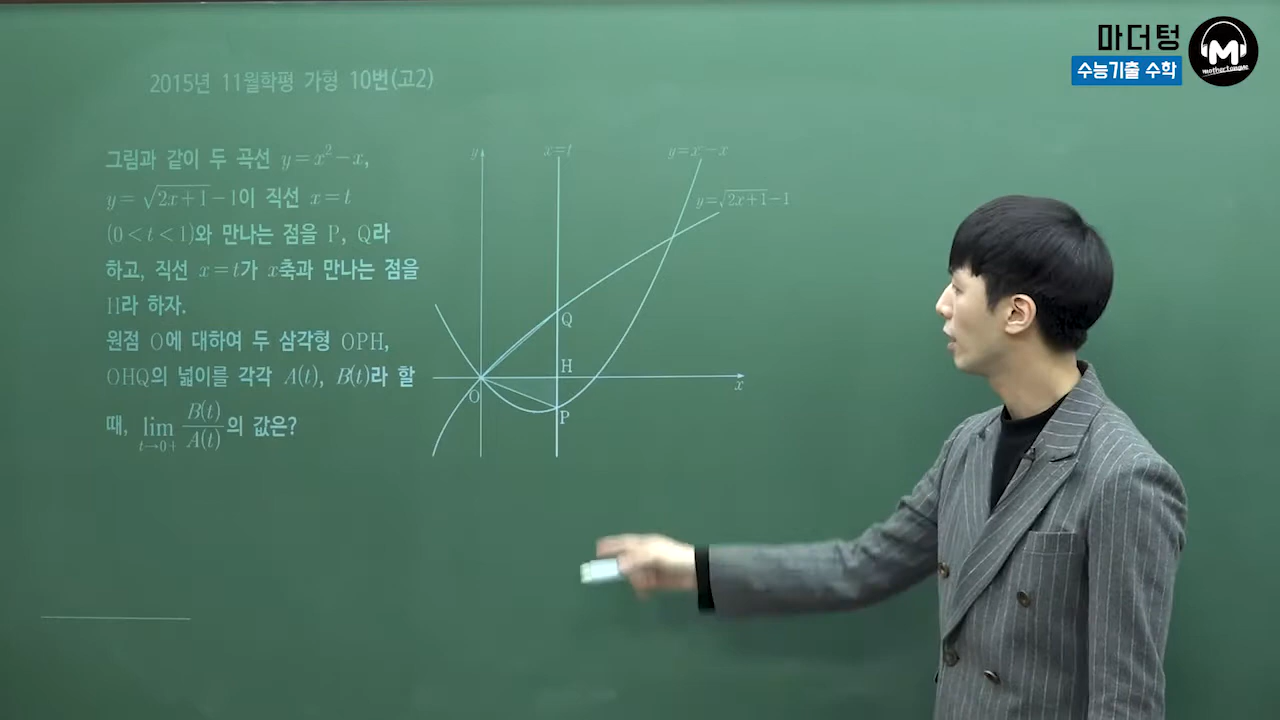 마더텅
수능기출 수학
M
mothertongue
2015년 11월학평 가형 10번(고2)
그림과 같이 두 곡선 y=x²-x,
y=√(2x+1)-1이 직선 x=t
(0<t<1)와 만나는 점을 P, Q라
하고, 직선 x=t가 x축과 만나는 점을
H라 하자.
원점 O에 대하여 두 삼각형 OPH,
OHQ의 넓이를 각각 A(t), B(t)라 할
때, lim t→0+ B(t)/A(t)의 값은?
y
x=t
y=x²-x
y=√(2x+1)-1
Q
H
O
P
x